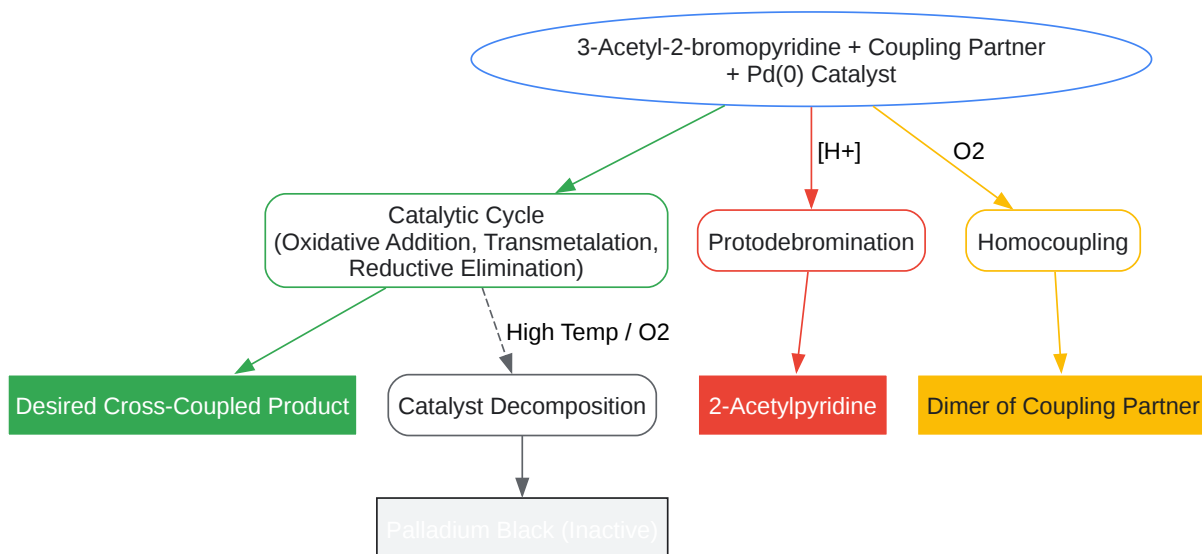 3-Acetyl-2-bromopyridine + Coupling Partner
+ Pd(0) Catalyst
[H+]
O2
Catalytic Cycle
(Oxidative Addition, Transmetalation,
Reductive Elimination)
Protodebromination
Homocoupling
High Temp / O2
Desired Cross-Coupled Product
Catalyst Decomposition
2-Acetylpyridine
Dimer of Coupling Partner
Palladium Black (Inactive)